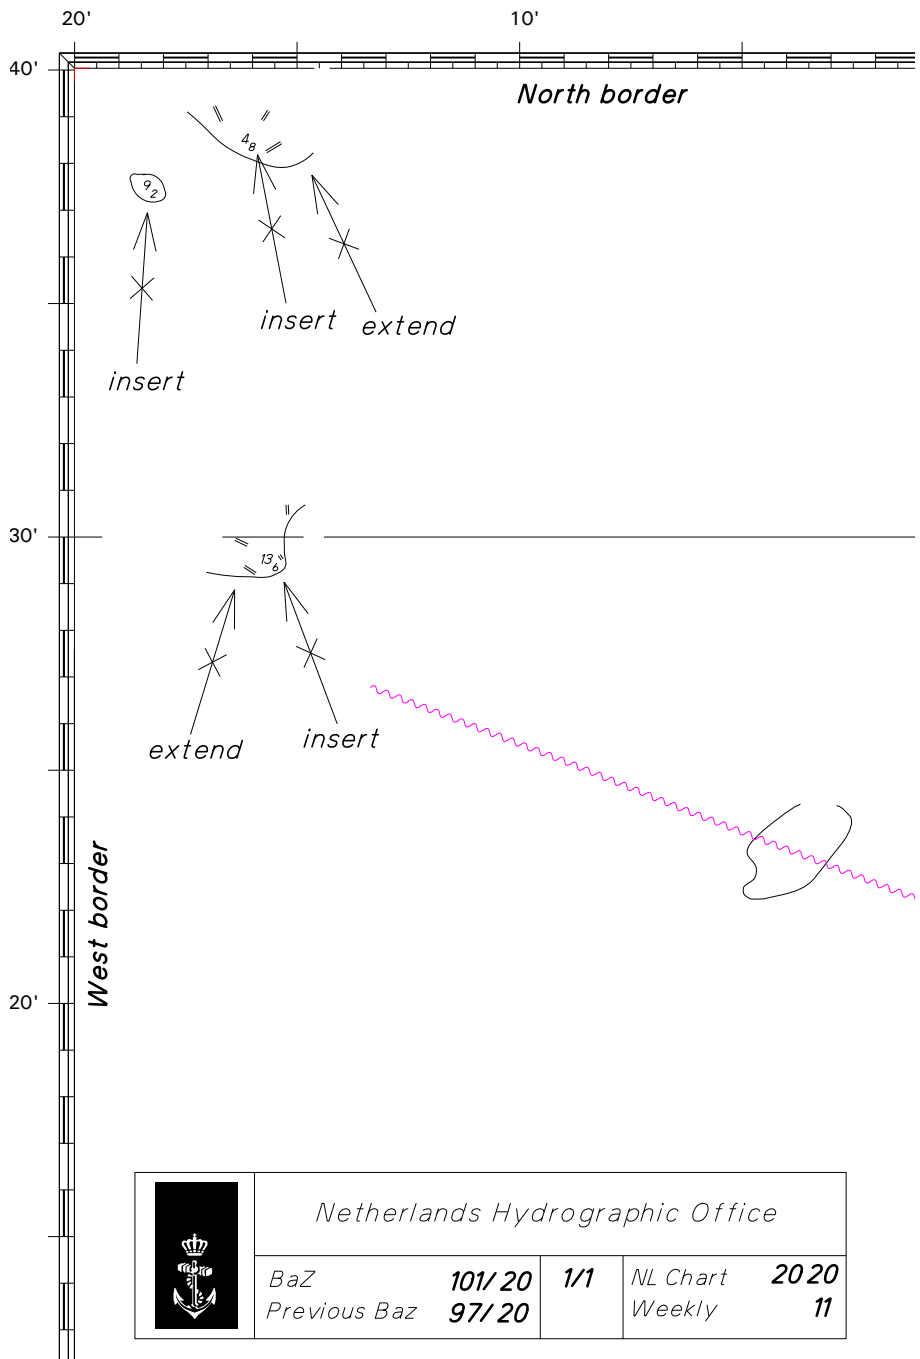 20' 10'
40'
North border
4₈
9₂
insert extend
insert
30'
13₆
extend insert
West border
20'
Netherlands Hydrographic Office
BaZ 101/20 1/1 NL Chart 2020
Previous Baz 97/20 Weekly 11